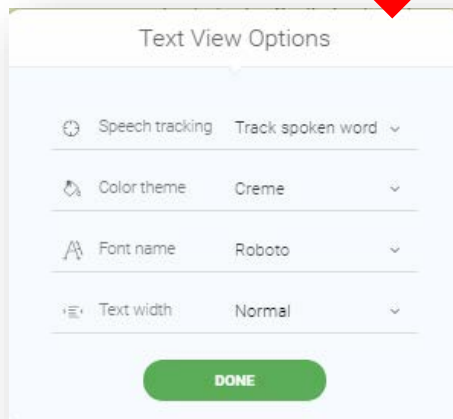 Text View Options
Speech tracking Track spoken word
Color theme Creme
Font name Roboto
Text width Normal
DONE